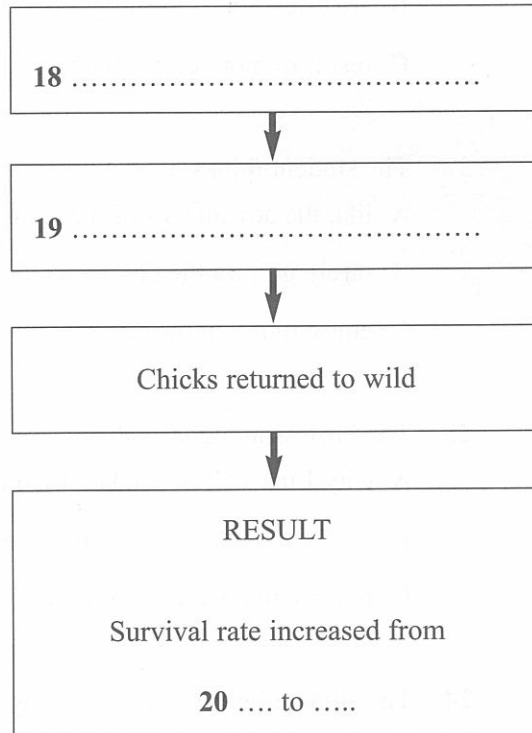 18 ................................................
19 ................................................
Chicks returned to wild
RESULT
Survival rate increased from
20 .... to .....